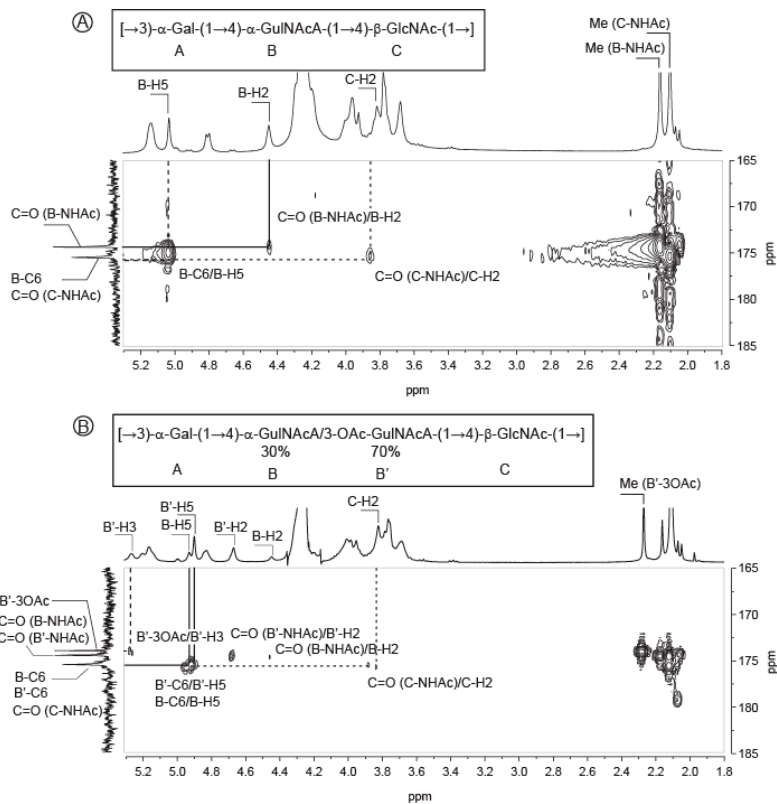 A
[→3)-α-Gal-(1→4)-α-GulNAcA-(1→4)-β-GlcNAc-(1→]
A B C
Me (C-NHAc)
Me (B-NHAc)
B-H5
B-H2
C-H2
165
170
175
180
185
ppm
C=O (B-NHAc)
B-C6
C=O (C-NHAc)
C=O (B-NHAc)/B-H2
B-C6/B-H5
C=O (C-NHAc)/C-H2
5.2 5.0 4.8 4.6 4.4 4.2 4.0 3.8 3.6 3.4 3.2 3.0 2.8 2.6 2.4 2.2 2.0 1.8
ppm
B
[→3)-α-Gal-(1→4)-α-GulNAcA/3-OAc-GulNAcA-(1→4)-β-GlcNAc-(1→]
30% 70%
A B B' C
Me (B'-3OAc)
B'-H3
B'-H5
B-H5
B'-H2
B-H2
C-H2
165
170
175
180
185
ppm
B'-3OAc
C=O (B-NHAc)
C=O (B'-NHAc)
B-C6
B'-C6
C=O (C-NHAc)
B'-3OAc/B'-H3
C=O (B'-NHAc)/B'-H2
C=O (B-NHAc)/B-H2
B'-C6/B'-H5
B-C6/B-H5
C=O (C-NHAc)/C-H2
5.2 5.0 4.8 4.6 4.4 4.2 4.0 3.8 3.6 3.4 3.2 3.0 2.8 2.6 2.4 2.2 2.0 1.8
ppm